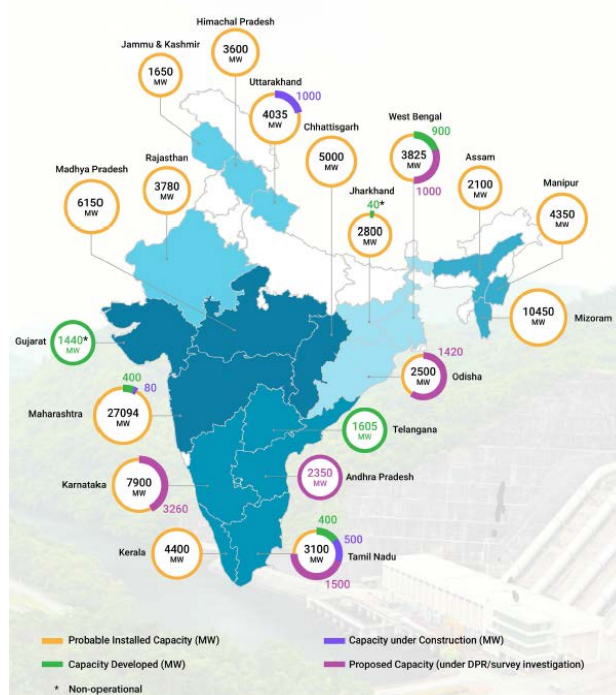 Himachal Pradesh
3600
MW
Jammu & Kashmir
1650
MW
Uttarakhand
1000
4035
MW
Chhattisgarh
5000
MW
West Bengal
900
3825
MW
1000
Assam
2100
MW
Manipur
4350
MW
Madhya Pradesh
6150
MW
Rajasthan
3780
MW
Jharkhand
40*
2800
MW
10450
MW
Mizoram
Gujarat
1440*
MW
1420
2500
MW
Odisha
400
80
Maharashtra
27094
MW
1605
MW
Telangana
Karnataka
7900
MW
3260
2350
MW
Andhra Pradesh
Kerala
4400
MW
400
500
3100
MW
Tamil Nadu
1500
Probable Installed Capacity (MW)
Capacity under Construction (MW)
Capacity Developed (MW)
Proposed Capacity (under DPR/survey investigation)
* Non-operational